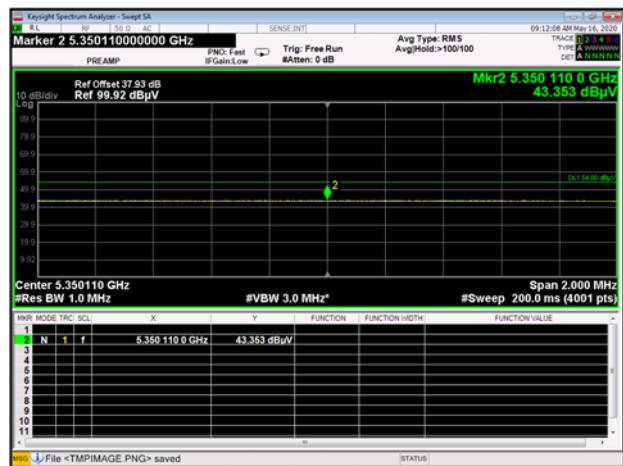 Keysight Spectrum Analyzer - Swept SA
RL RF 50 Ω AC SENSE:INT 09:12:08 AM May 16, 2020
Marker 2 5.350110000000 GHz Avg Type: RMS TRACE 1 2 3 4 5 6
PNO: Fast Trig: Free Run Avg|Hold:>100/100 TYPE A WWWWW
PREAMP IFGain:Low #Atten: 0 dB DET A N N N N N
Mkr2 5.350 110 0 GHz
Ref Offset 37.93 dB
10 dB/div Ref 99.92 dBµV 43.353 dBµV
Log
89.9
79.9
69.9
59.9
DL1 54.00 dBµV
49.9 2
39.9
29.9
19.9
9.92
Center 5.350110 GHz Span 2.000 MHz
#Res BW 1.0 MHz #VBW 3.0 MHz* #Sweep 200.0 ms (4001 pts)
MKR MODE TRC SCL X Y FUNCTION FUNCTION WIDTH FUNCTION VALUE
1
2 N 1 f 5.350 110 0 GHz 43.353 dBµV
3
4
5
6
7
8
9
10
11
MSG File <TMPIMAGE.PNG> saved STATUS